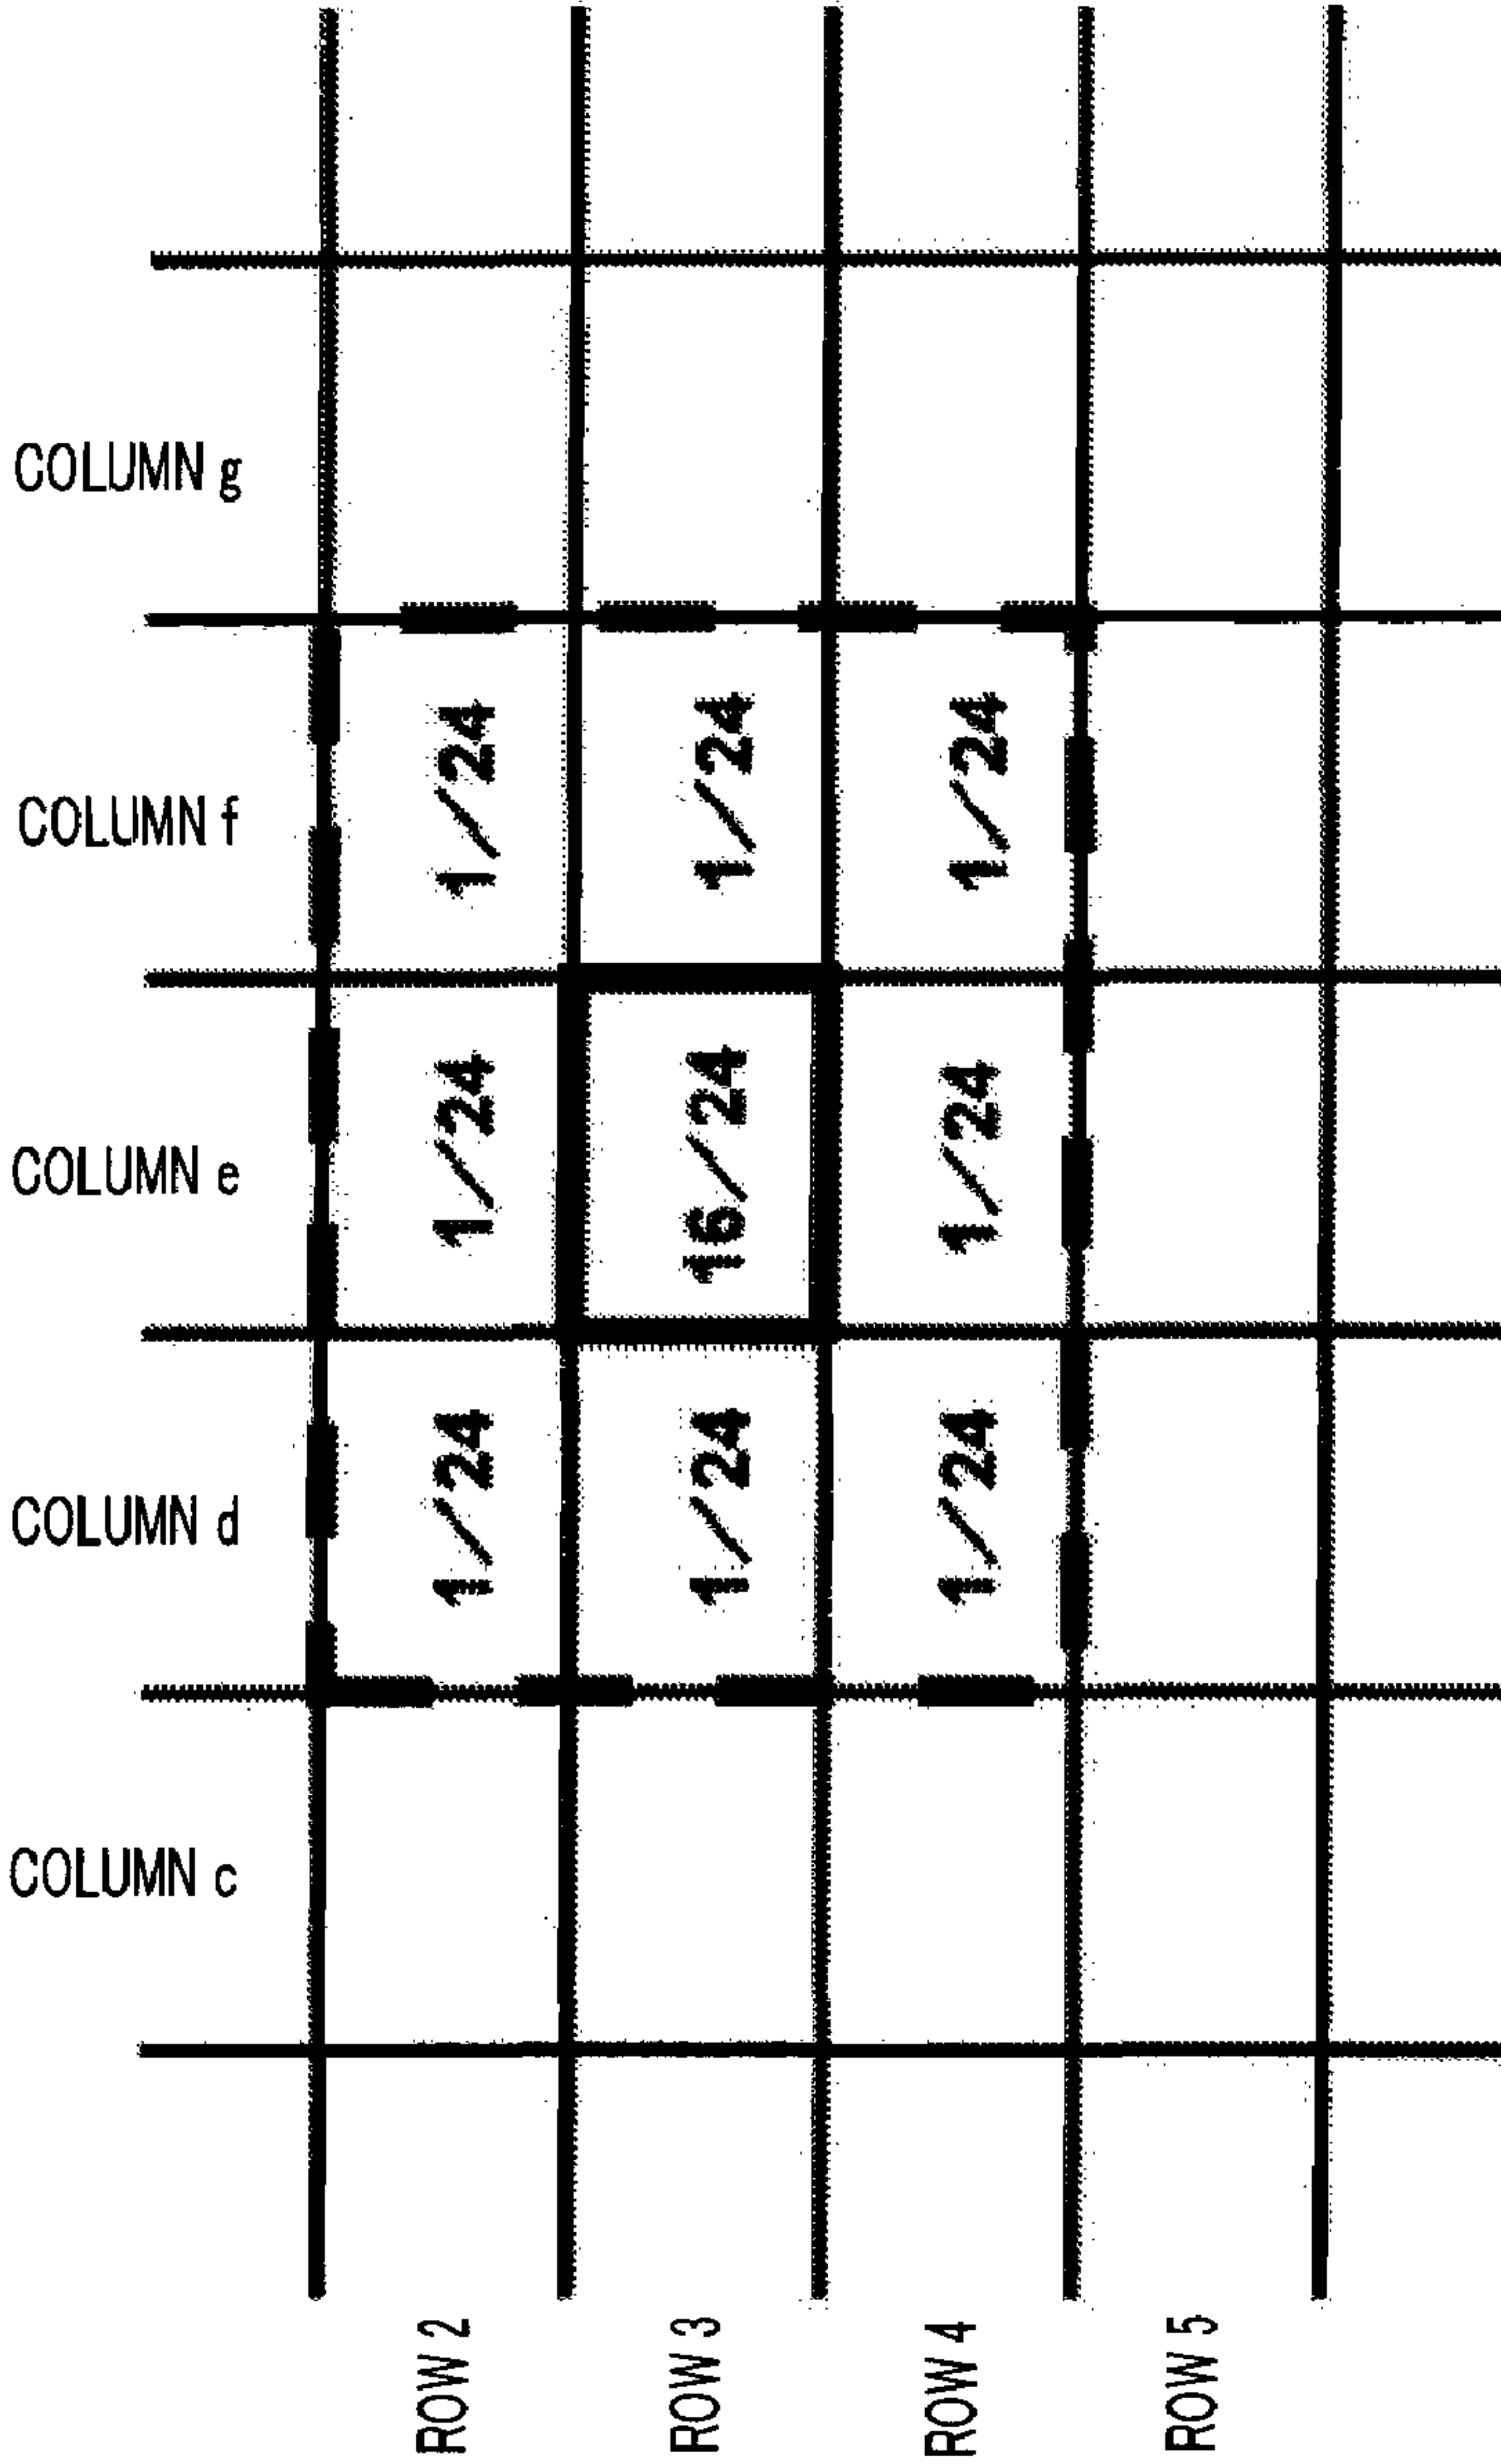 COLUMN g
COLUMN f
1/24
1/24
1/24
COLUMN e
1/24
16/24
1/24
COLUMN d
1/24
1/24
1/24
COLUMN c
ROW 2
ROW 3
ROW 4
ROW 5